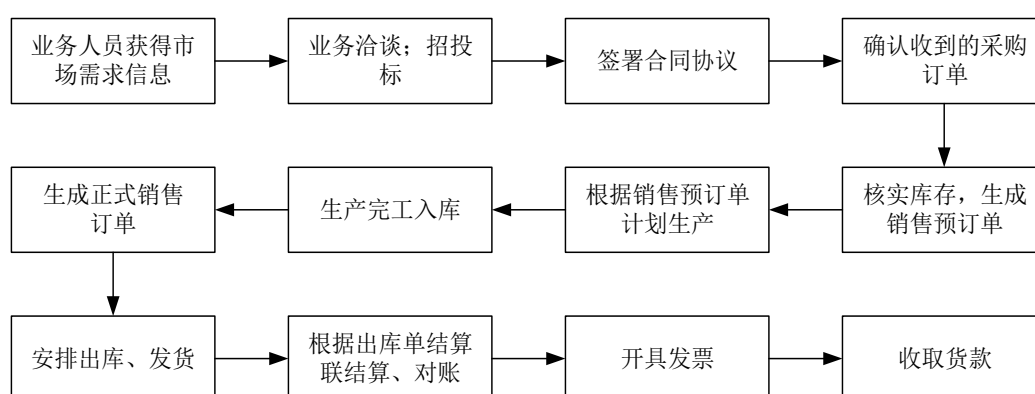 业务人员获得市
场需求信息
业务洽谈；招投
标
签署合同协议
确认收到的采购
订单
核实库存，生成
销售预订单
根据销售预订单
计划生产
生产完工入库
生成正式销售
订单
安排出库、发货
根据出库单结算
联结算、对账
开具发票
收取货款